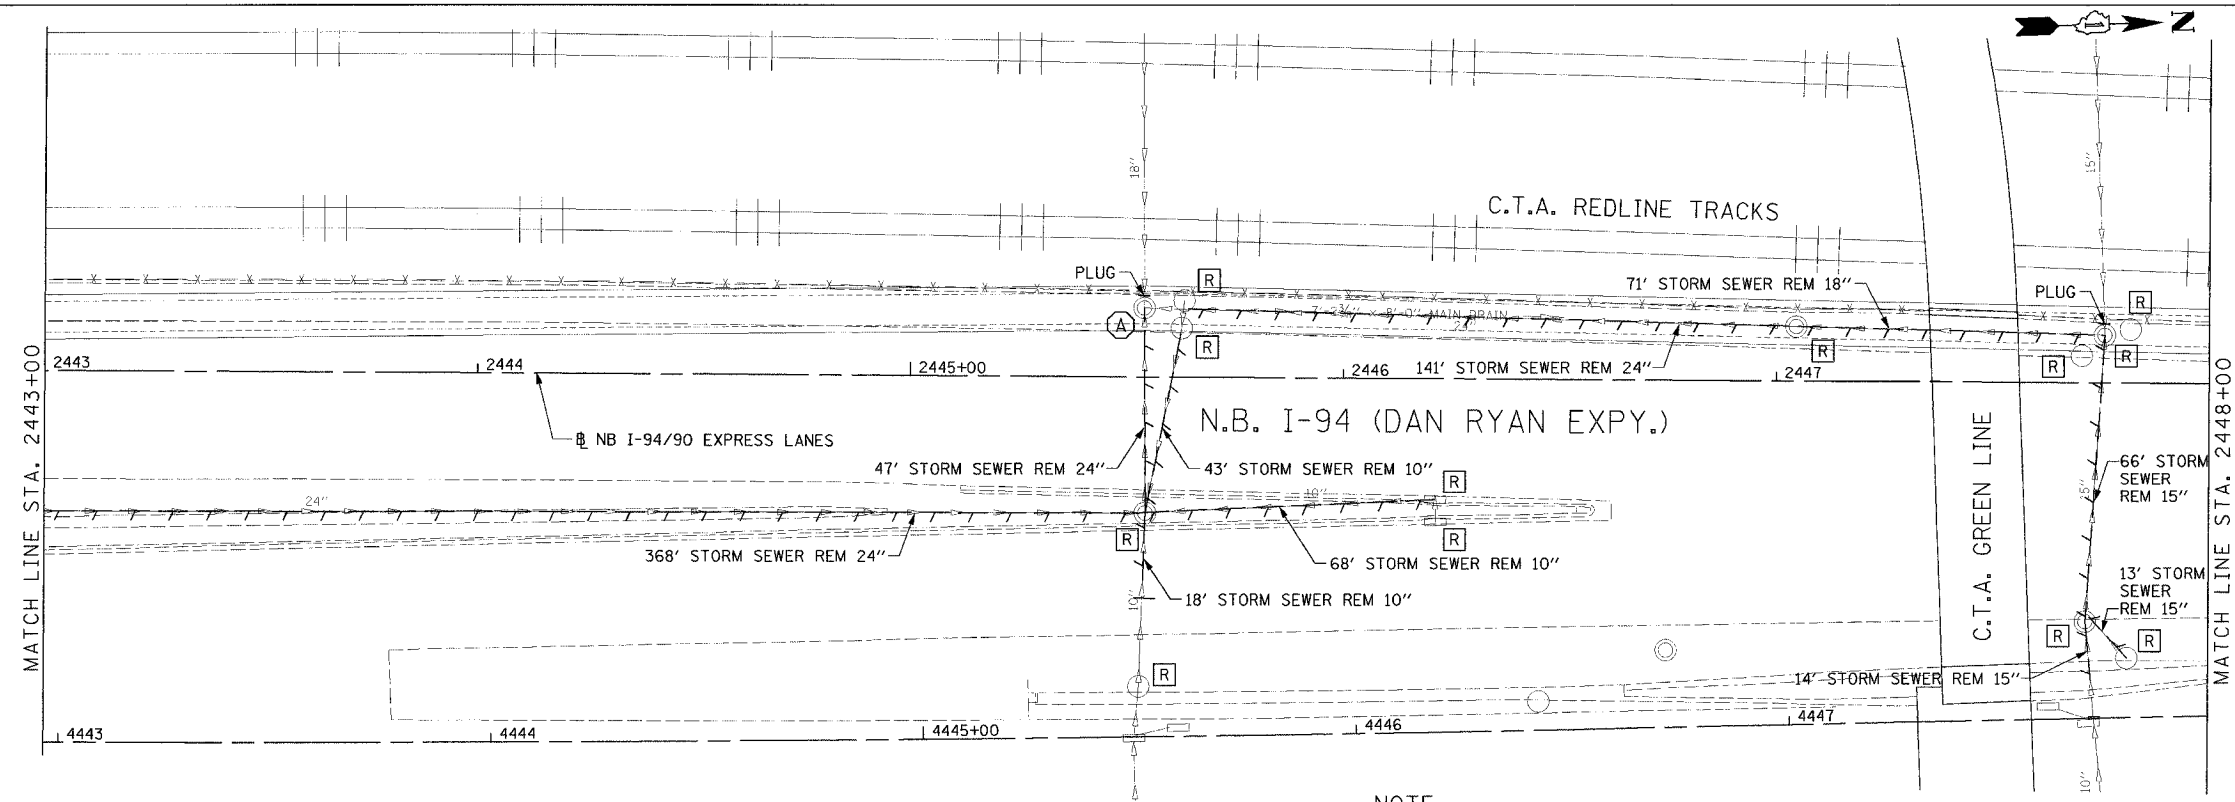 N
18"
15"
C.T.A. REDLINE TRACKS
PLUG
R
71' STORM SEWER REM 18"
PLUG
R
A
MAIN DRAIN
24"
R
R
R
R
2443
2444
2445+00
2446
141' STORM SEWER REM 24"
2447
MATCH LINE STA. 2443+00
MATCH LINE STA. 2448+00
N.B. I-94 (DAN RYAN EXPY.)
NB I-94/90 EXPRESS LANES
C.T.A. GREEN LINE
47' STORM SEWER REM 24"
43' STORM SEWER REM 10"
66' STORM
SEWER
REM 15"
R
24"
10"
15"
R
R
368' STORM SEWER REM 24"
68' STORM SEWER REM 10"
13' STORM
SEWER
REM 15"
18' STORM SEWER REM 10"
10"
R
R
R
14' STORM SEWER REM 15"
4443
4444
4445+00
4446
4447
10"
NOTE